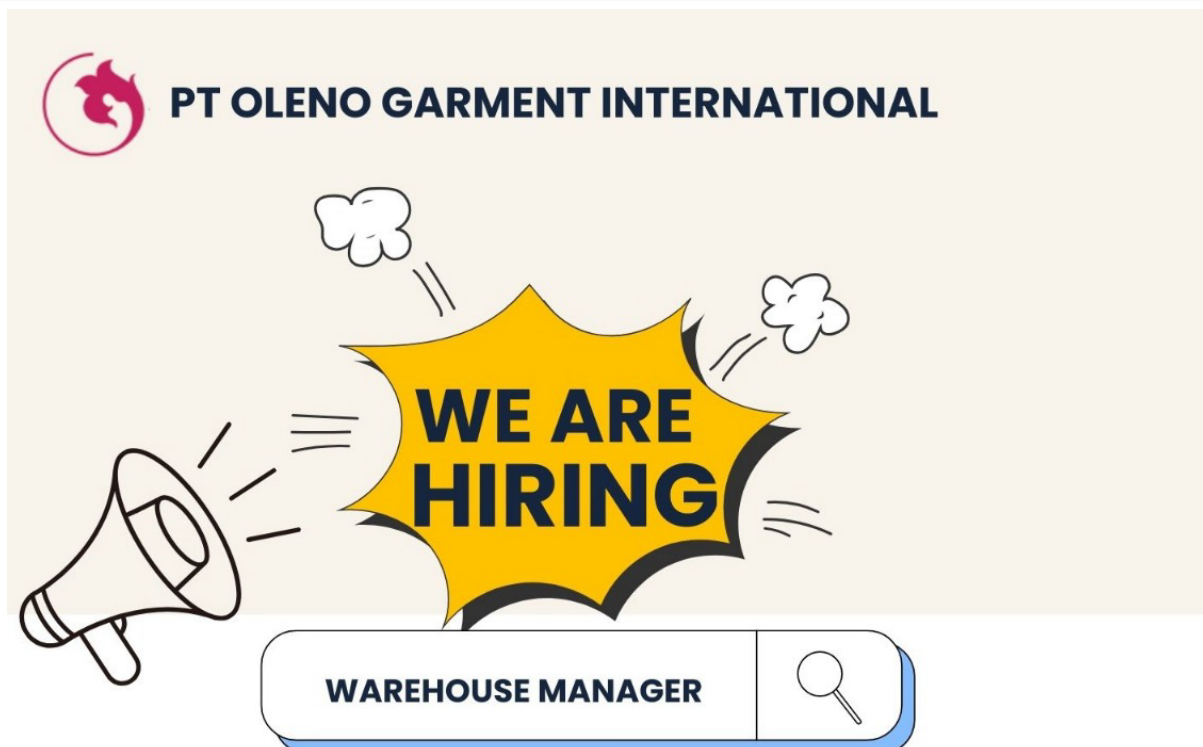 PT OLENO GARMENT INTERNATIONAL
WE ARE
HIRING
WAREHOUSE MANAGER